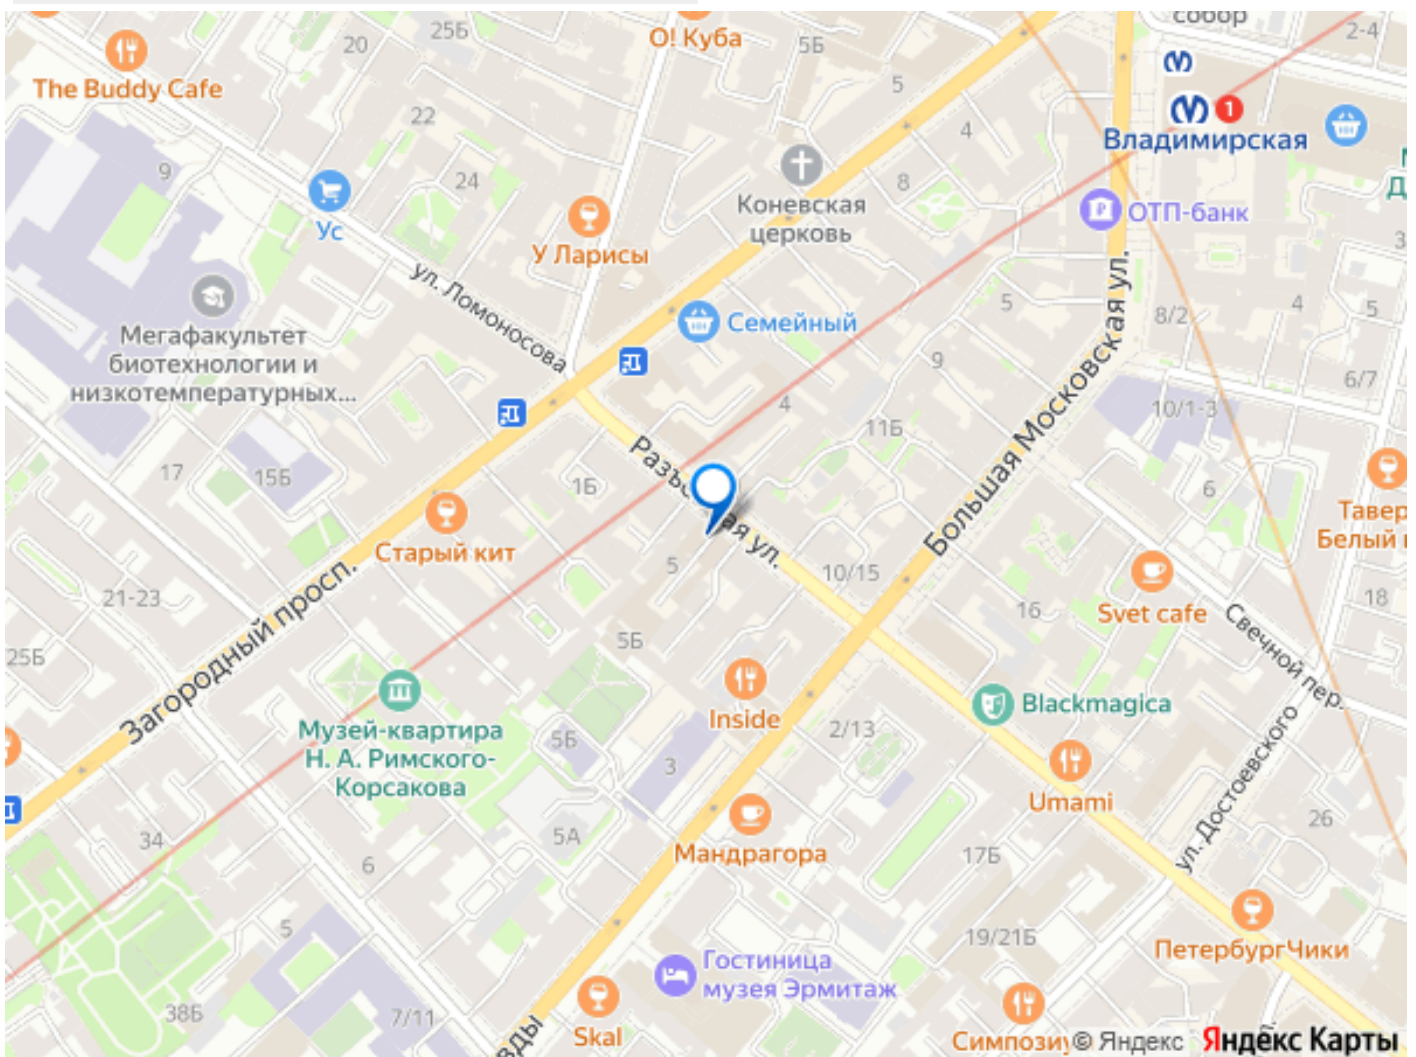 собор
2-4
25Б
20
О! Куба
5Б
The Buddy Cafe
5
22
4
1
Владимирская
9
24
8
Коневская
церковь
ОТП-банк
Ус
У Ларисы
3
ул. Ломоносова
Мегафакультет
биотехнологии и
низкотемпературных...
Семейный
5
8/2
4
5
9
6/7
4
10/1-3
11Б
Большая Московская ул.
17
15Б
1Б
6
Старый кит
5
10/15
Svet cafe
16
18
21-23
Загородный просп.
25Б
5Б
Свечной пер.
Inside
Blackmagica
Музей-квартира
Н. А. Римского-
Корсакова
5Б
3
2/13
Umami
ул. Достоевского
26
34
6
5А
Мандрагора
17Б
5
19/21Б
ПетербургЧики
Гостиница
музея Эрмитаж
38Б
7/11
Skal
© Яндекс
Яндекс Карты